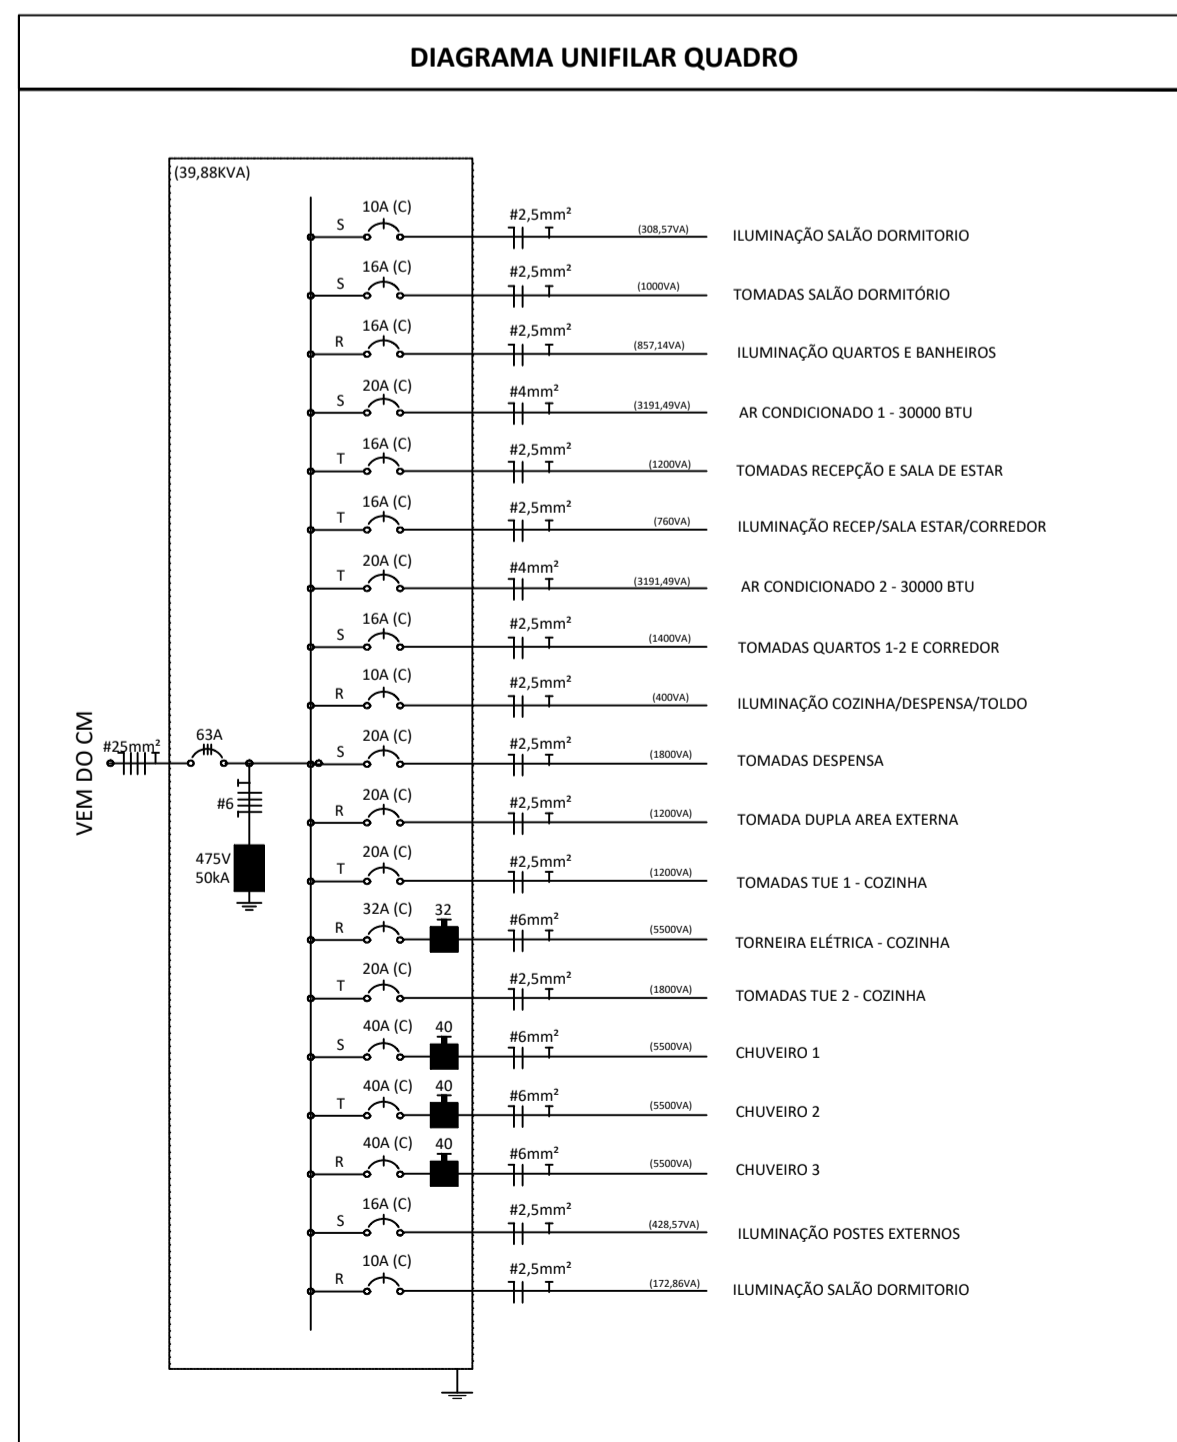 DIAGRAMA UNIFILAR QUADRO
(39,88KVA)
S 10A (C) #2,5mm² (308,57VA) ILUMINAÇÃO SALÃO DORMITORIO
S 16A (C) #2,5mm² (1000VA) TOMADAS SALÃO DORMITÓRIO
R 16A (C) #2,5mm² (857,14VA) ILUMINAÇÃO QUARTOS E BANHEIROS
S 20A (C) #4mm² (3191,49VA) AR CONDICIONADO 1 - 30000 BTU
T 16A (C) #2,5mm² (1200VA) TOMADAS RECEPÇÃO E SALA DE ESTAR
T 16A (C) #2,5mm² (760VA) ILUMINAÇÃO RECEP/SALA ESTAR/CORREDOR
T 20A (C) #4mm² (3191,49VA) AR CONDICIONADO 2 - 30000 BTU
S 16A (C) #2,5mm² (1400VA) TOMADAS QUARTOS 1-2 E CORREDOR
R 10A (C) #2,5mm² (400VA) ILUMINAÇÃO COZINHA/DESPENSA/TOLDO
VEM DO CM
#25mm² 63A
S 20A (C) #2,5mm² (1800VA) TOMADAS DESPENSA
#6
R 20A (C) #2,5mm² (1200VA) TOMADA DUPLA AREA EXTERNA
475V
50kA
T 20A (C) #2,5mm² (1200VA) TOMADAS TUE 1 - COZINHA
R 32A (C) 32 #6mm² (5500VA) TORNEIRA ELÉTRICA - COZINHA
T 20A (C) #2,5mm² (1800VA) TOMADAS TUE 2 - COZINHA
S 40A (C) 40 #6mm² (5500VA) CHUVEIRO 1
T 40A (C) 40 #6mm² (5500VA) CHUVEIRO 2
R 40A (C) 40 #6mm² (5500VA) CHUVEIRO 3
S 16A (C) #2,5mm² (428,57VA) ILUMINAÇÃO POSTES EXTERNOS
R 10A (C) #2,5mm² (172,86VA) ILUMINAÇÃO SALÃO DORMITORIO